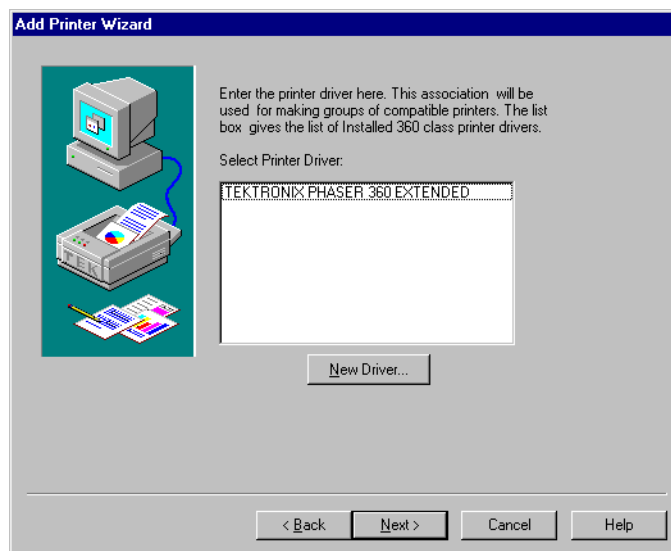 Add Printer Wizard
Enter the printer driver here. This association will be
used for making groups of compatible printers. The list
box gives the list of Installed 360 class printer drivers.
Select Printer Driver:
TEKTRONIX PHASER 360 EXTENDED
TEK
New Driver...
< Back
Next >
Cancel
Help